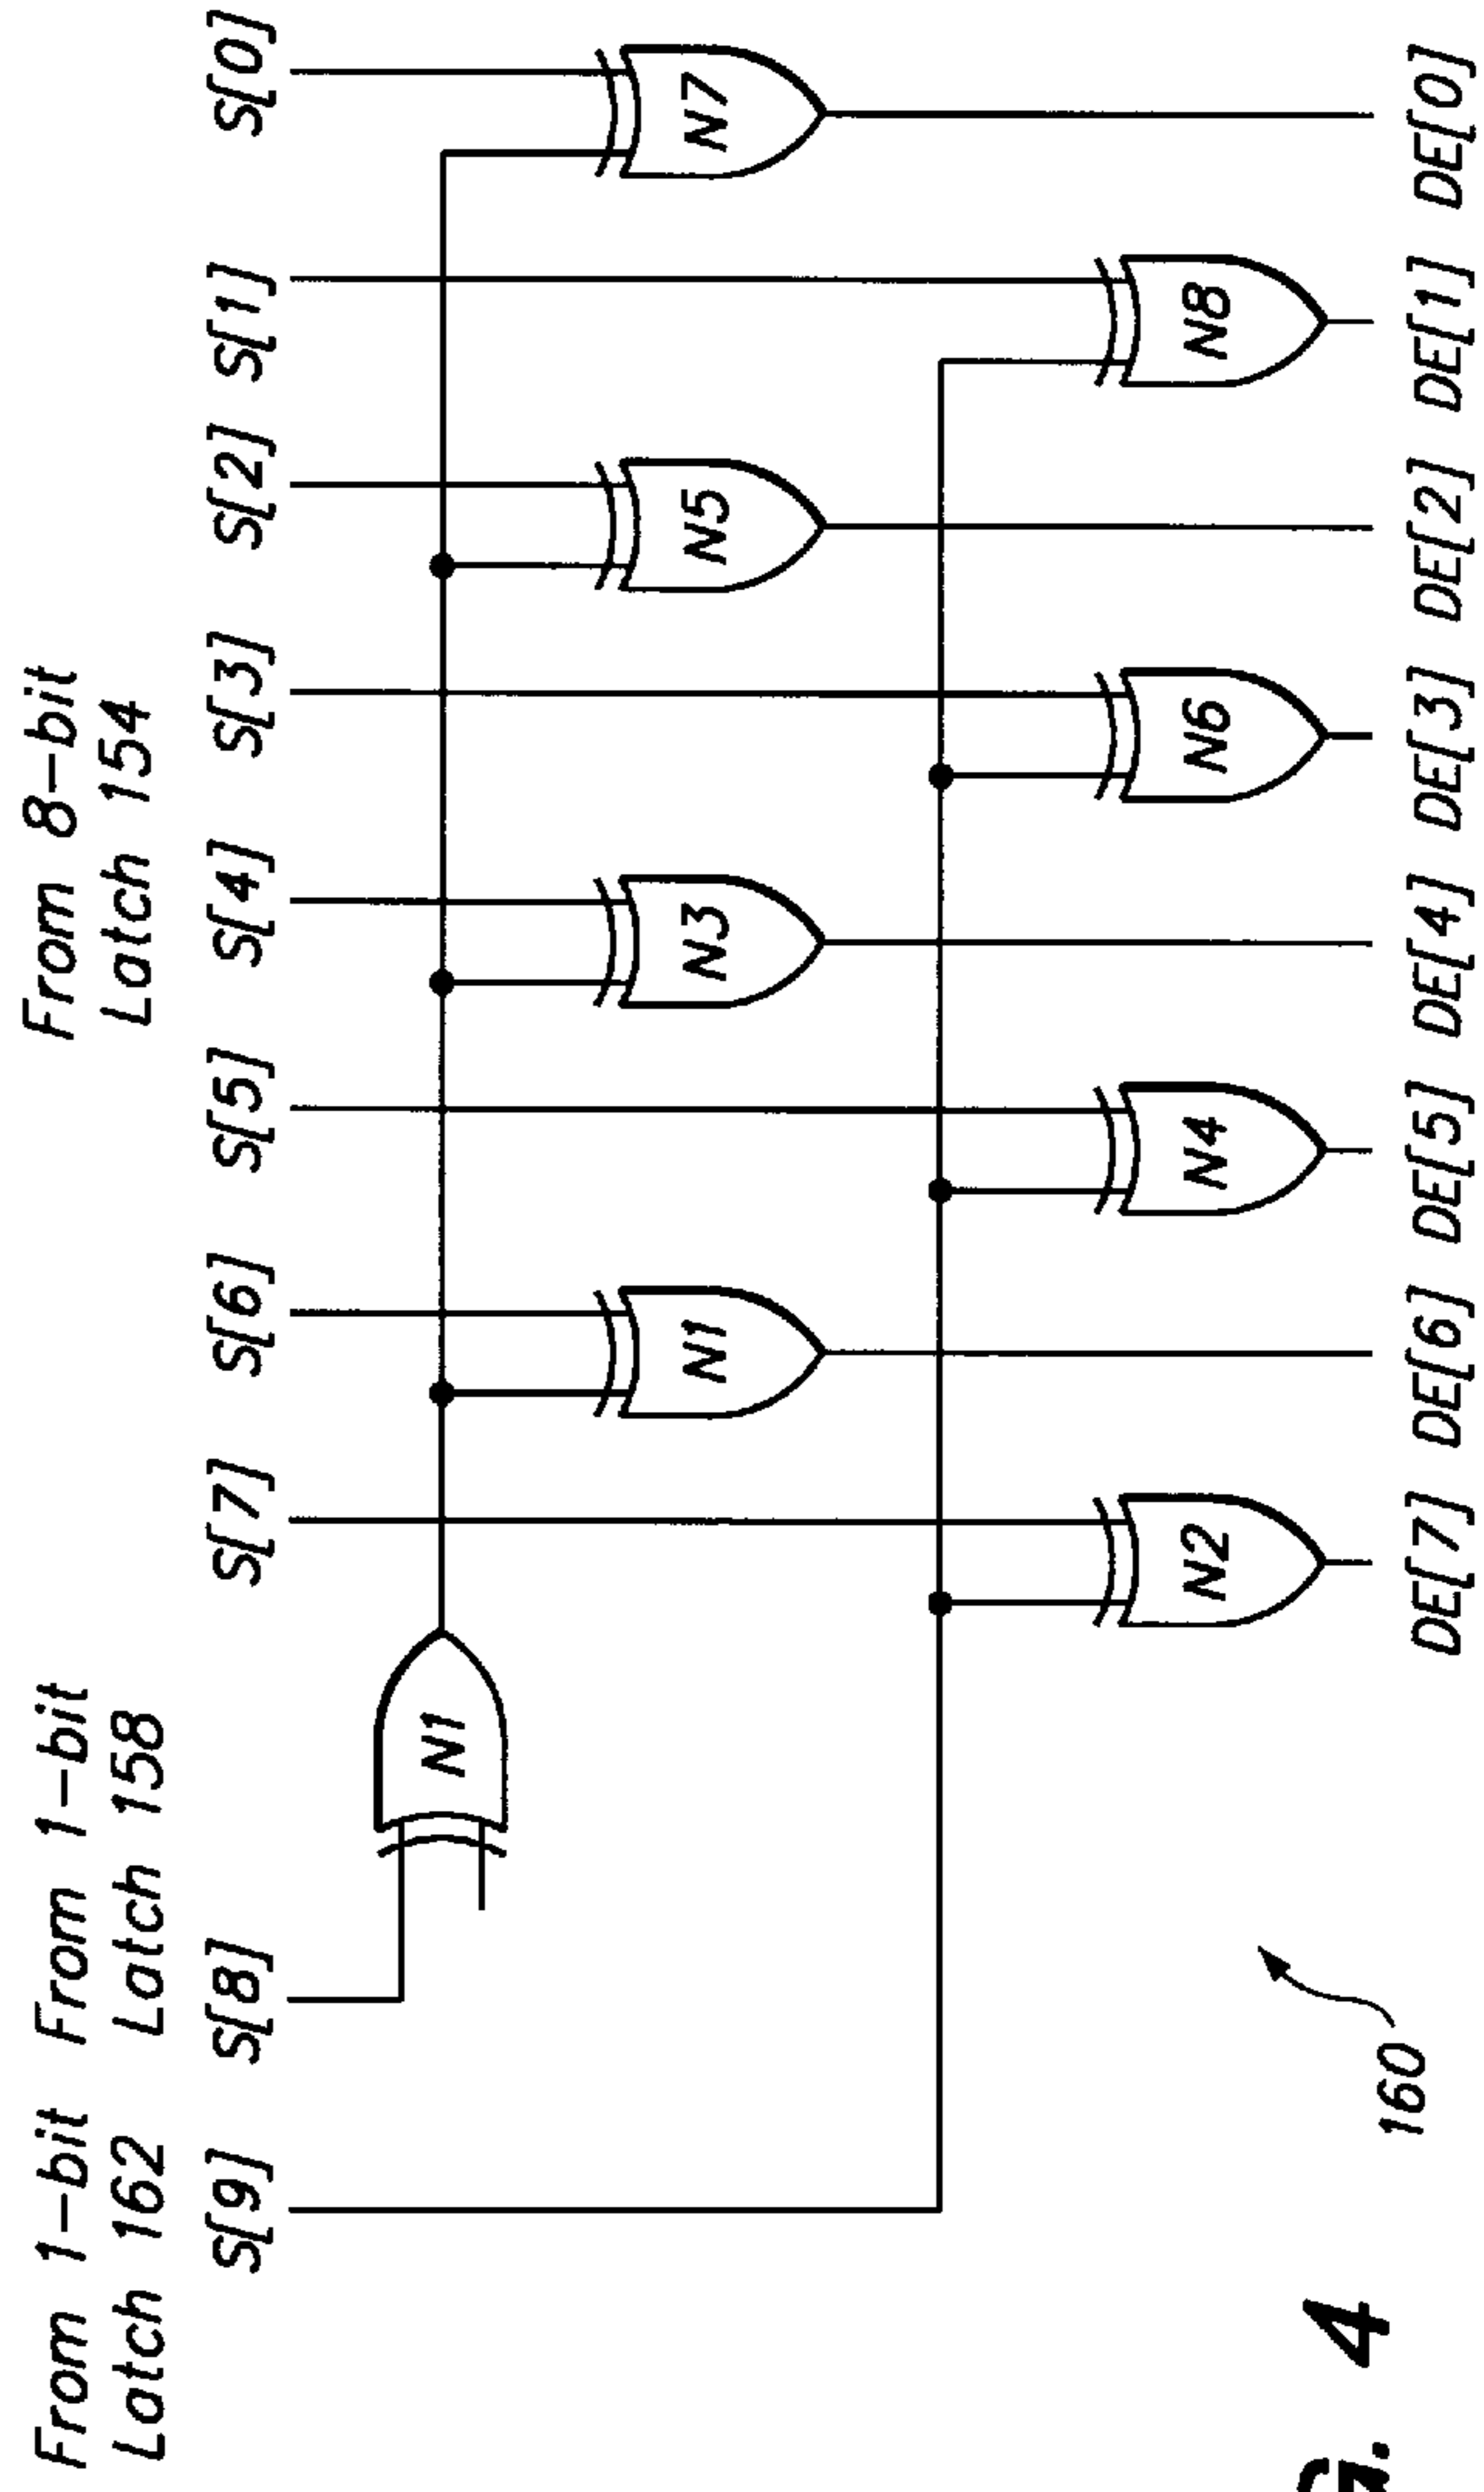 From 1-bit
Latch 162
From 1-bit
Latch 158
From 8-bit
Latch 154
S[9]
S[8]
S[7]
S[6]
S[5]
S[4]
S[3]
S[2]
S[1]
S[0]
N1
N1
N3
N5
N7
N2
N4
N6
N8
DE[7]
DE[6]
DE[5]
DE[4]
DE[3]
DE[2]
DE[1]
DE[0]
160
4